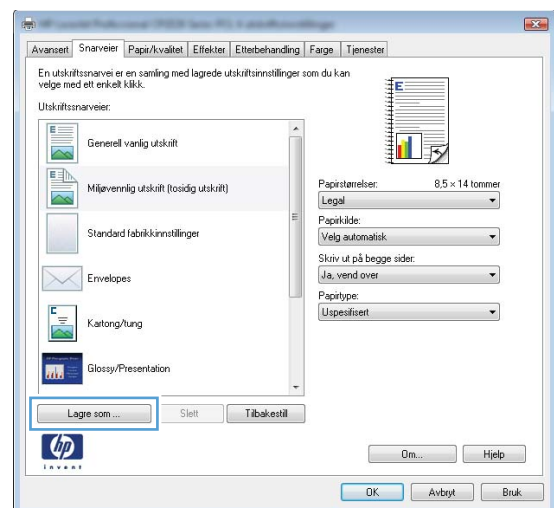 Avansert Snarveier Papir/kvalitet Effekter Etterbehandling Farge Tjenester
En utskriftssnarvei er en samling med lagrede utskriftsinnstillinger som du kan
velge med ett enkelt klikk.
Utskriftssnarveier:
E
Generell vanlig utskrift
Miljøvennlig utskrift (tosidig utskrift)
Standard fabrikkinnstillinger
Envelopes
Kartong/tung
Glossy/Presentation
E
Papirstørrelser: 8,5 × 14 tommer
Legal
Papirkilde:
Velg automatisk
Skriv ut på begge sider:
Ja, vend over
Papirtype:
Uspesifisert
Lagre som ... Slett Tilbakestill
hp
invent
Om... Hjelp
OK Avbryt Bruk